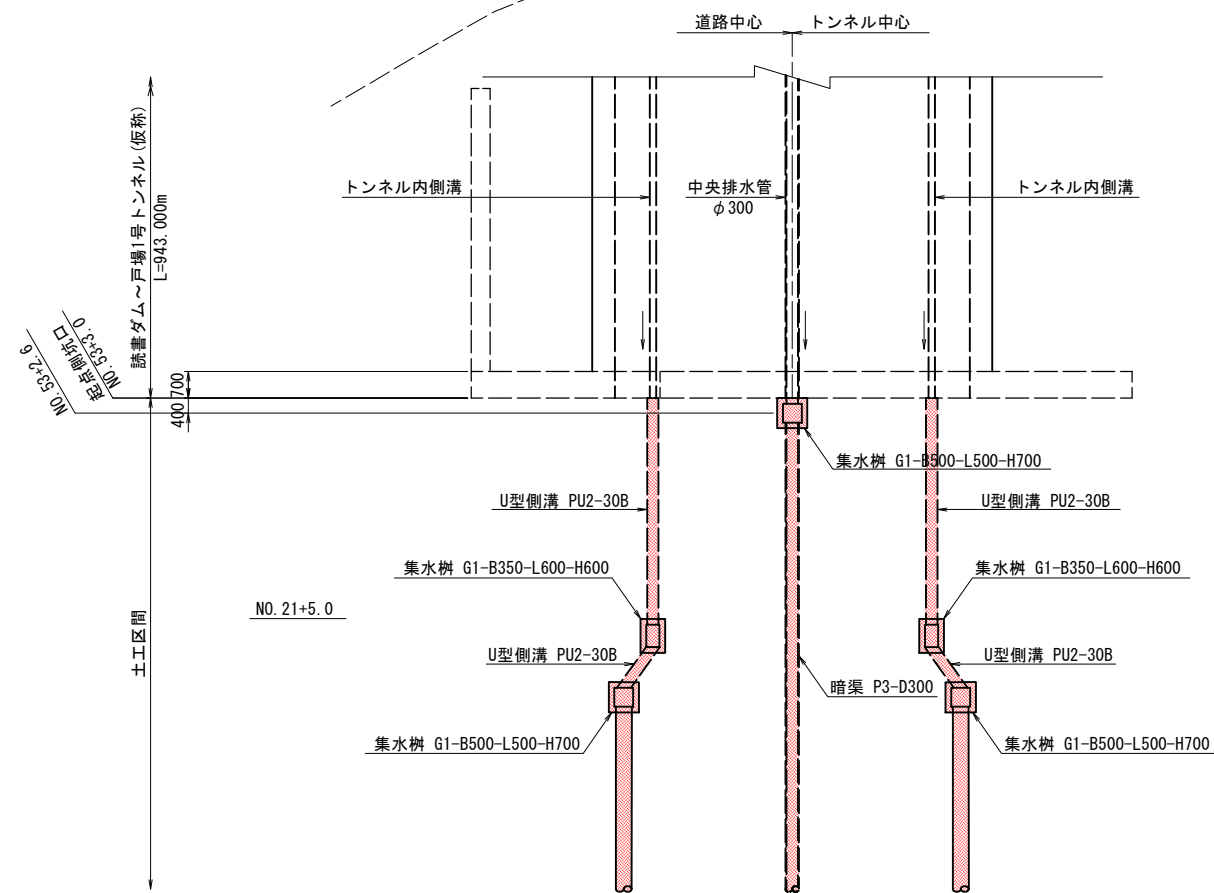 道路中心
トンネル中心
読書ダム～戸場1号トンネル(仮称)
L=943.000m
トンネル内側溝
中央排水管
φ300
トンネル内側溝
NO.53+2.6
起点側坑口
NO.53+3.0
700
400
集水桝 G1-B500-L500-H700
U型側溝 PU2-30B
U型側溝 PU2-30B
集水桝 G1-B350-L600-H600
集水桝 G1-B350-L600-H600
NO.21+5.0
土工区間
U型側溝 PU2-30B
U型側溝 PU2-30B
暗渠 P3-D300
集水桝 G1-B500-L500-H700
集水桝 G1-B500-L500-H700